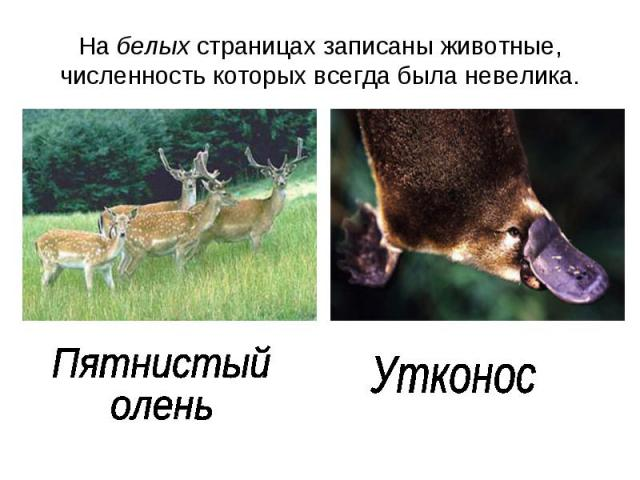 На белых страницах записаны животные,
численность которых всегда была невелика.
Пятнистый
олень
Утконос